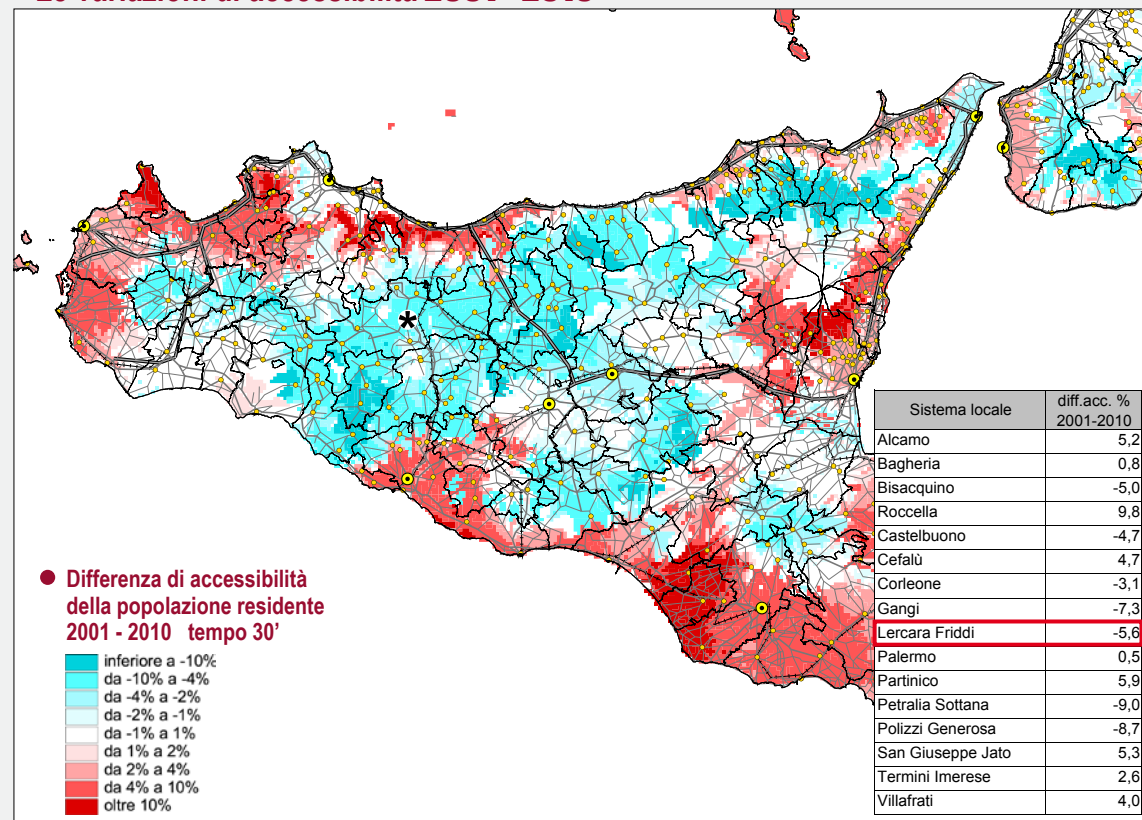 Sistema locale diff.acc. % 2001-2010
Alcamo 5,2
Bagheria 0,8
Bisacquino -5,0
Roccella 9,8
Castelbuono -4,7
Cefalù 4,7
Corleone -3,1
Gangi -7,3
Lercara Friddi -5,6
Palermo 0,5
Partinico 5,9
Petralia Sottana -9,0
Polizzi Generosa -8,7
San Giuseppe Jato 5,3
Termini Imerese 2,6
Villafrati 4,0
Differenza di accessibilità
della popolazione residente
2001 - 2010 tempo 30'
inferiore a -10%
da -10% a -4%
da -4% a -2%
da -2% a -1%
da -1% a 1%
da 1% a 2%
da 2% a 4%
da 4% a 10%
oltre 10%